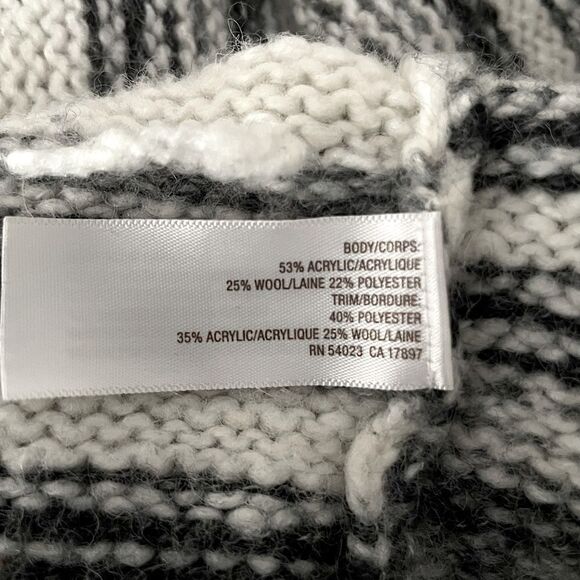 BODY/CORPS:
53% ACRYLIC/ACRYLIQUE
25% WOOL/LAINE 22% POLYESTER
TRIM/BORDURE:
40% POLYESTER
35% ACRYLIC/ACRYLIQUE 25% WOOL/LAINE
RN 54023 CA 17897